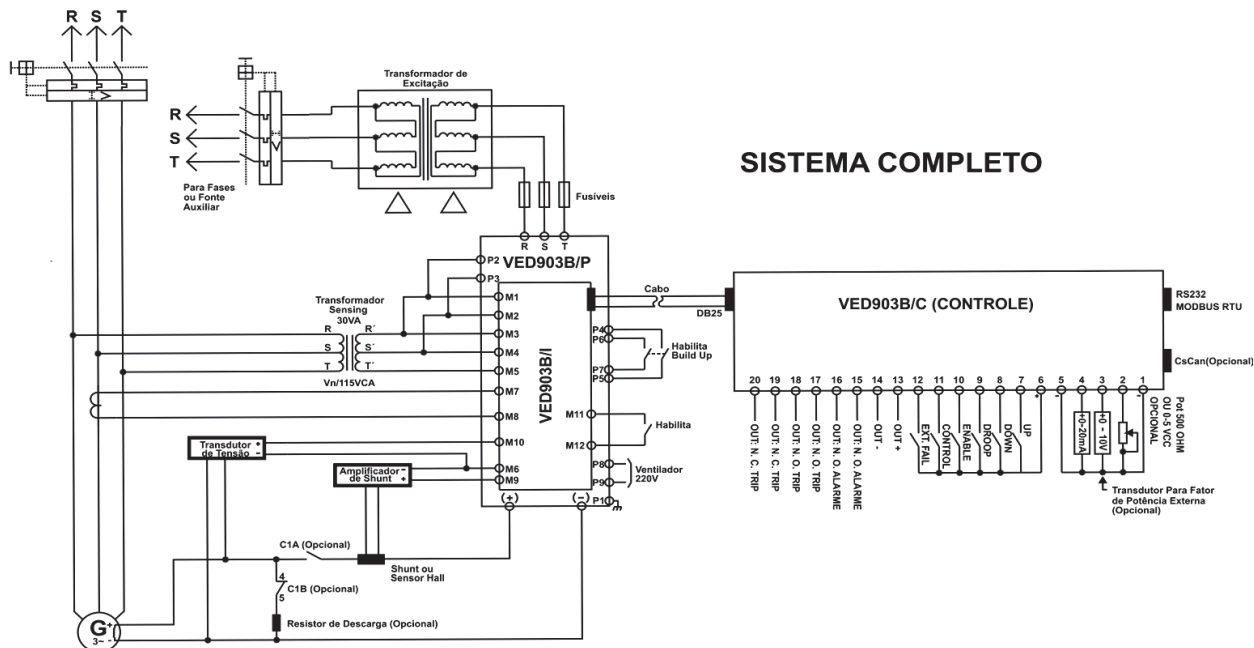 R S T
Transformador de
Excitação
R
S
T
Para Fases
ou Fonte
Auxiliar
Fusíveis
SISTEMA COMPLETO
R S T
VED903B/P
P2
P3
M1
M2
M3
M4
M5
M7
M8
M10
M6
M9
VED903B/I
P4
P6
P7
P5
M11
M12
P8
P9
P1
(+) (-)
Transformador
Sensing
30VA
R R´
S S´
T T´
Vn/115VCA
Habilita
Build Up
Habilita
Ventilador
220V
Cabo
DB25
VED903B/C (CONTROLE)
RS232
MODBUS RTU
CsCan(Opcional)
20 19 18 17 16 15 14 13 12 11 10 9 8 7 6 5 4 3 2 1
+ - -
OUT: N. C. TRIP
OUT: N. C. TRIP
OUT: N. O. TRIP
OUT: N. O. TRIP
OUT: N. O. ALARME
OUT: N. O. ALARME
OUT -
OUT +
EXT. FAIL
CONTROL
ENABLE
DROOP
DOWN
UP
+0-20mA
+0 - 10V
Pot 500 OHM
OU 0-5 VCC
OPCIONAL
Transdutor Para Fator
de Potência Externa
(Opcional)
Transdutor +
de Tensão -
Amplificador -
de Shunt +
C1A (Opcional)
Shunt ou
Sensor Hall
4
C1B (Opcional)
5
Resistor de Descarga (Opcional)
G +
3~ -